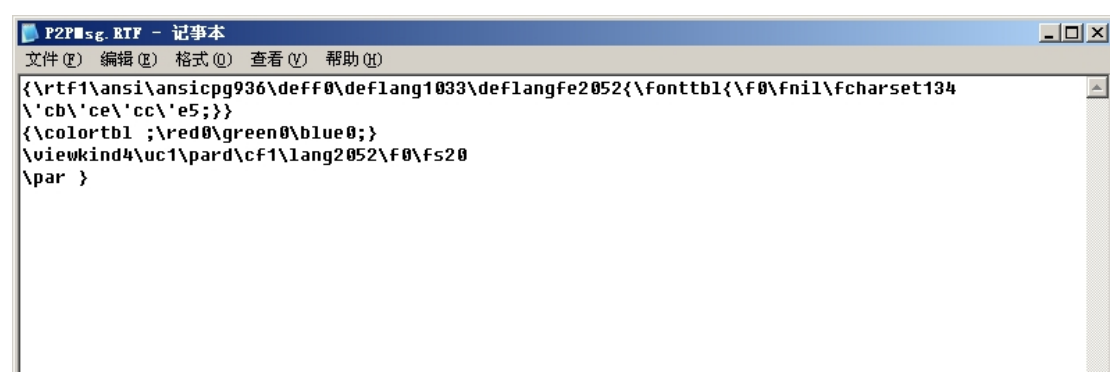 P2PMsg.RTF - 记事本
文件(F) 编辑(E) 格式(O) 查看(V) 帮助(H)
{\rtf1\ansi\ansicpg936\deff0\deflang1033\deflangfe2052{\fonttbl{\f0\fnil\fcharset134
\'cb\'ce\'cc\'e5;}}
{\colortbl ;\red0\green0\blue0;}
\viewkind4\uc1\pard\cf1\lang2052\f0\fs20
\par }